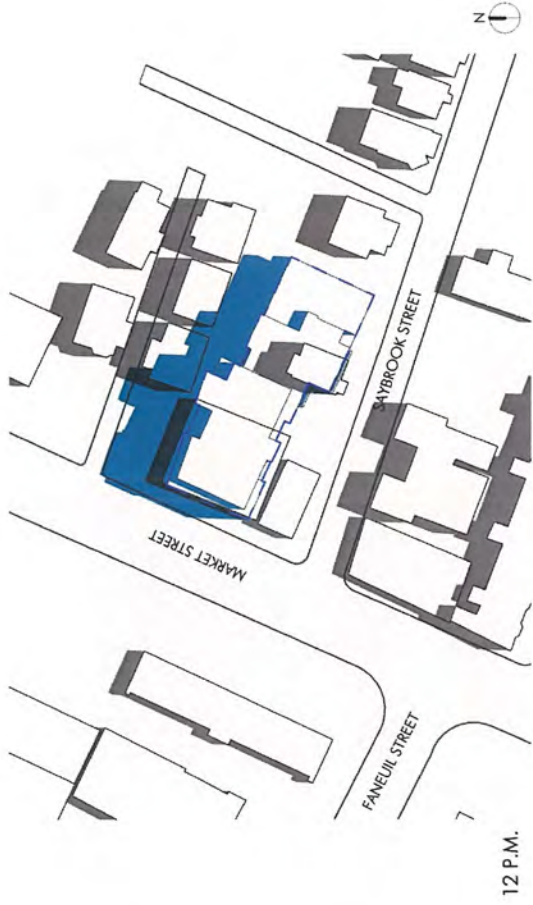 N
MARKET STREET
SAYBROOK STREET
FANEUIL STREET
12 P.M.